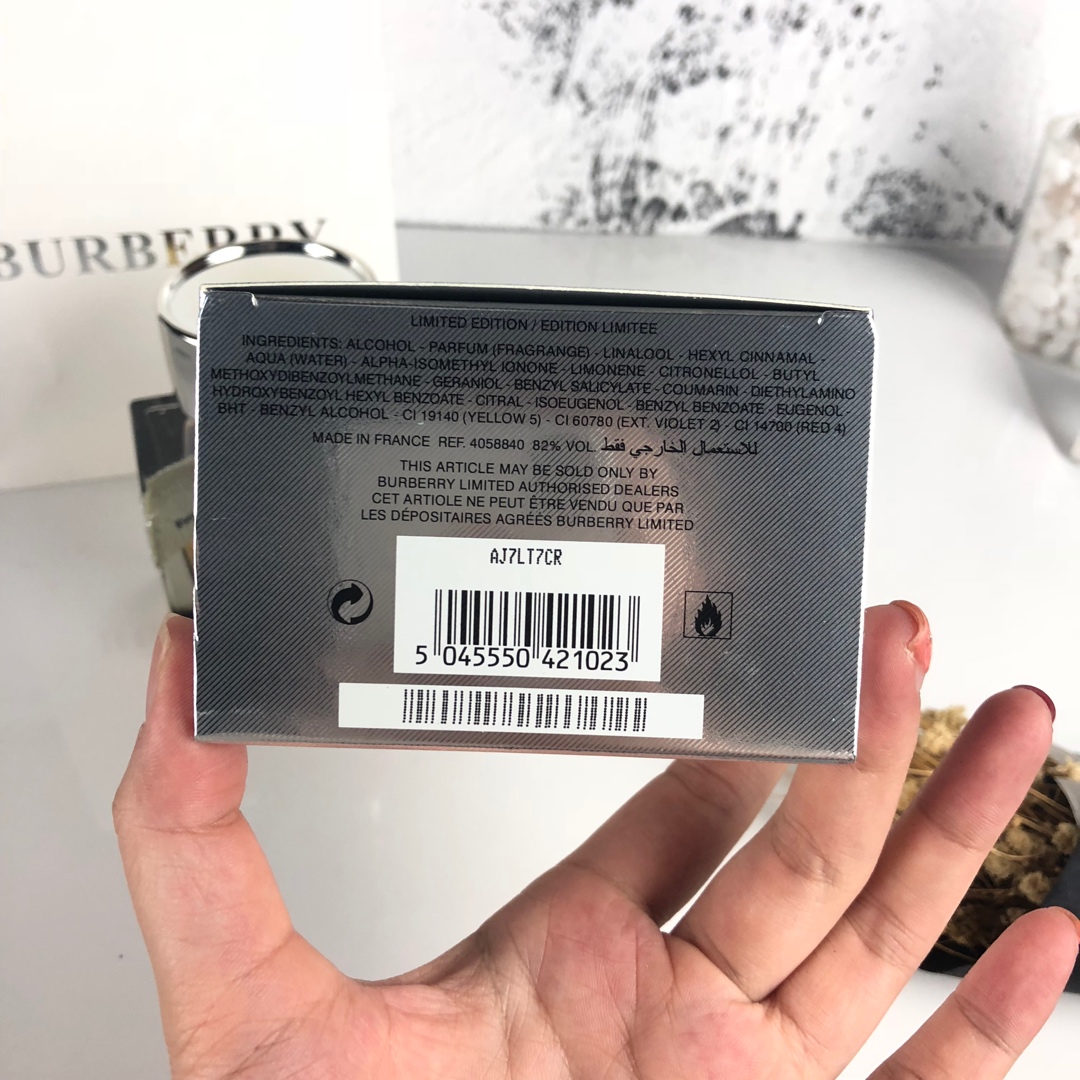 BURBERRY
LIMITED EDITION / EDITION LIMITEE
INGREDIENTS: ALCOHOL - PARFUM (FRAGRANGE) - LINALOOL - HEXYL CINNAMAL -
AQUA (WATER) - ALPHA-ISOMETHYL IONONE - LIMONENE - CITRONELLOL - BUTYL
METHOXYDIBENZOYLMETHANE - GERANIOL - BENZYL SALICYLATE - COUMARIN - DIETHYLAMINO
HYDROXYBENZOYL HEXYL BENZOATE - CITRAL - ISOEUGENOL - BENZYL BENZOATE - EUGENOL -
BHT - BENZYL ALCOHOL - CI 19140 (YELLOW 5) - CI 60780 (EXT. VIOLET 2) - CI 14700 (RED 4)
MADE IN FRANCE REF. 4058840 82% VOL. للاستعمال الخارجي فقط
THIS ARTICLE MAY BE SOLD ONLY BY
BURBERRY LIMITED AUTHORISED DEALERS
CET ARTIOLE NE PEUT ÊTRE VENDU QUE PAR
LES DÉPOSITAIRES AGRÉÉS BURBERRY LIMITED
AJ7LT7CR
5 045550 421023